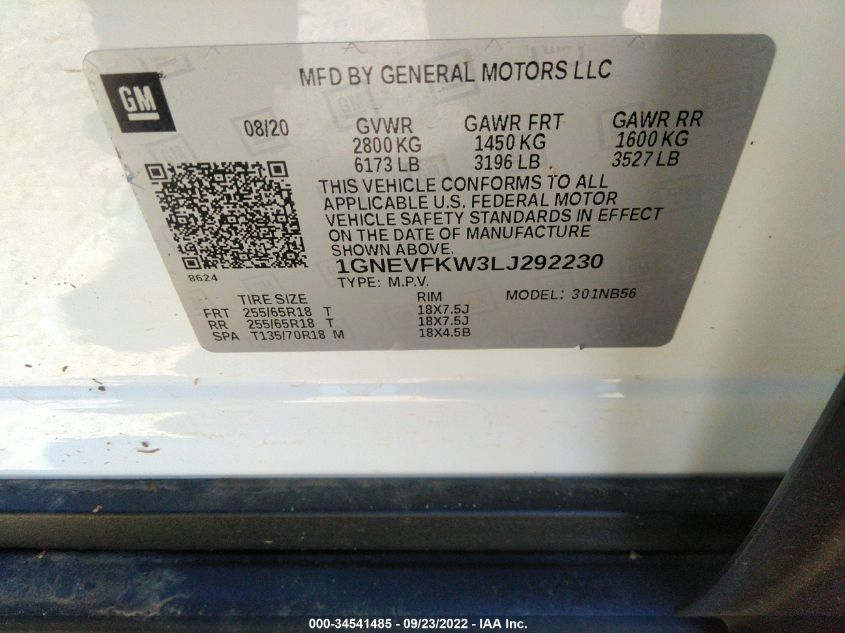 MFD BY GENERAL MOTORS LLC
GM
08/20 GVWR GAWR FRT GAWR RR
2800 KG 1450 KG 1600 KG
6173 LB 3196 LB 3527 LB
THIS VEHICLE CONFORMS TO ALL
APPLICABLE U.S. FEDERAL MOTOR
VEHICLE SAFETY STANDARDS IN EFFECT
ON THE DATE OF MANUFACTURE
SHOWN ABOVE.
1GNEVFKW3LJ292230
8624
TYPE: M.P.V.
TIRE SIZE RIM MODEL: 301NB56
FRT 255/65R18 T 18X7.5J
RR 255/65R18 T 18X7.5J
SPA T135/70R18 M 18X4.5B
000-34541485 - 09/23/2022 - IAA Inc.